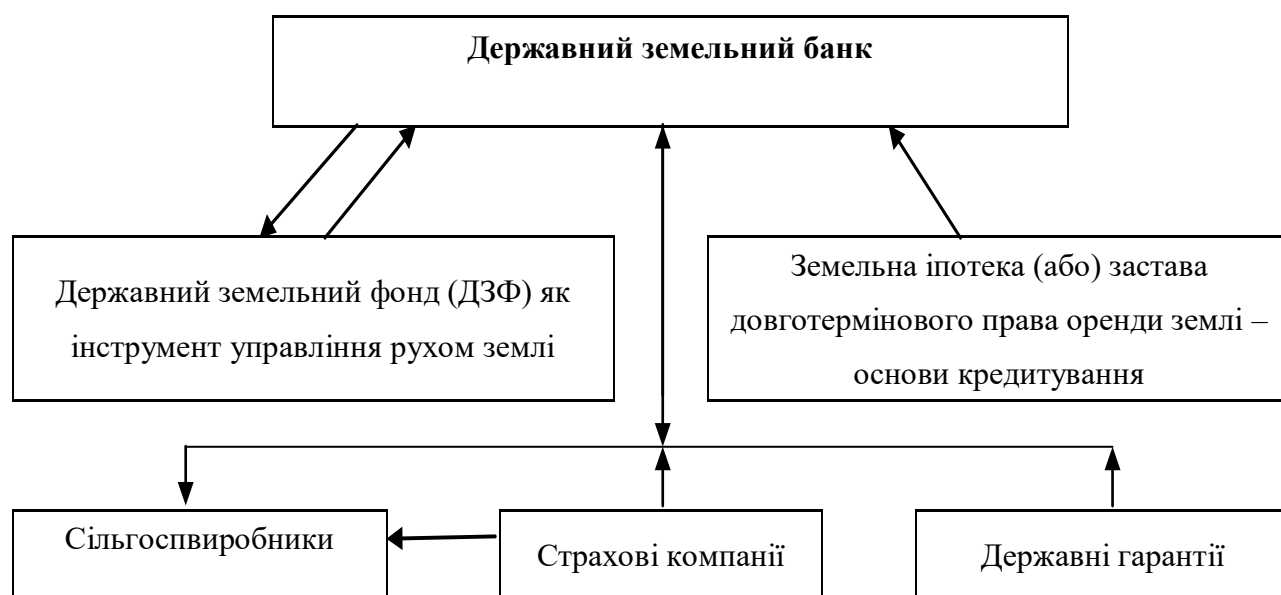 Державний земельний банк
Державний земельний фонд (ДЗФ) як
інструмент управління рухом землі
Земельна іпотека (або) застава
довготермінового права оренди землі –
основи кредитування
Сільгоспвиробники
Страхові компанії
Державні гарантії